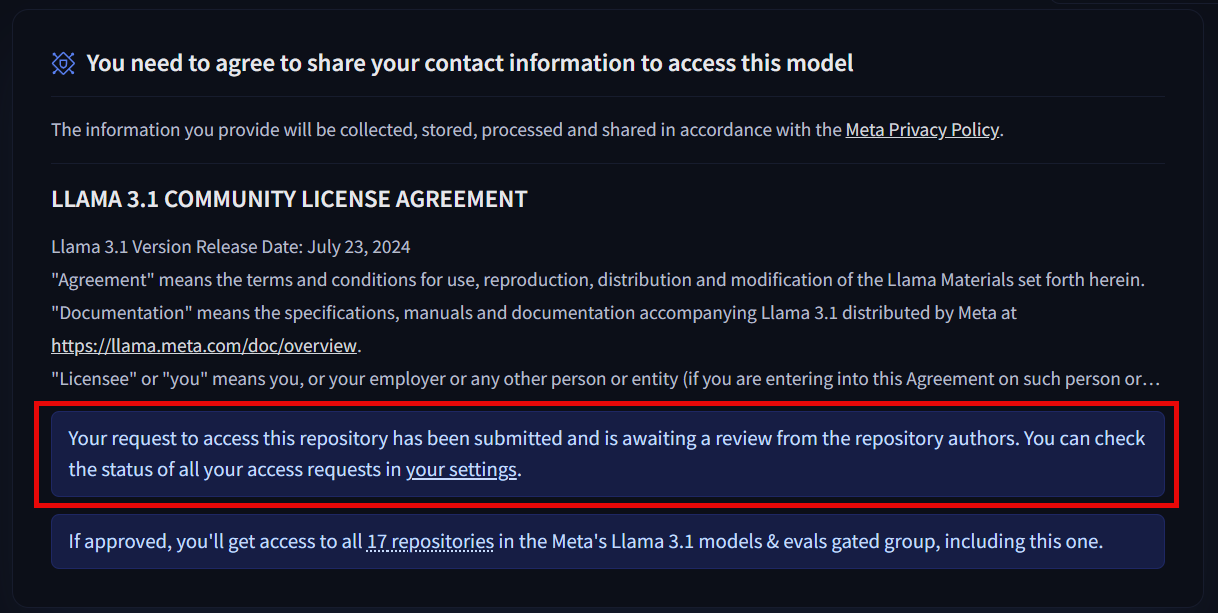 You need to agree to share your contact information to access this model
The information you provide will be collected, stored, processed and shared in accordance with the Meta Privacy Policy.
LLAMA 3.1 COMMUNITY LICENSE AGREEMENT
Llama 3.1 Version Release Date: July 23, 2024
"Agreement" means the terms and conditions for use, reproduction, distribution and modification of the Llama Materials set forth herein.
"Documentation" means the specifications, manuals and documentation accompanying Llama 3.1 distributed by Meta at
https://llama.meta.com/doc/overview.
"Licensee" or "you" means you, or your employer or any other person or entity (if you are entering into this Agreement on such person or…
Your request to access this repository has been submitted and is awaiting a review from the repository authors. You can check
the status of all your access requests in your settings.
If approved, you'll get access to all 17 repositories in the Meta's Llama 3.1 models & evals gated group, including this one.